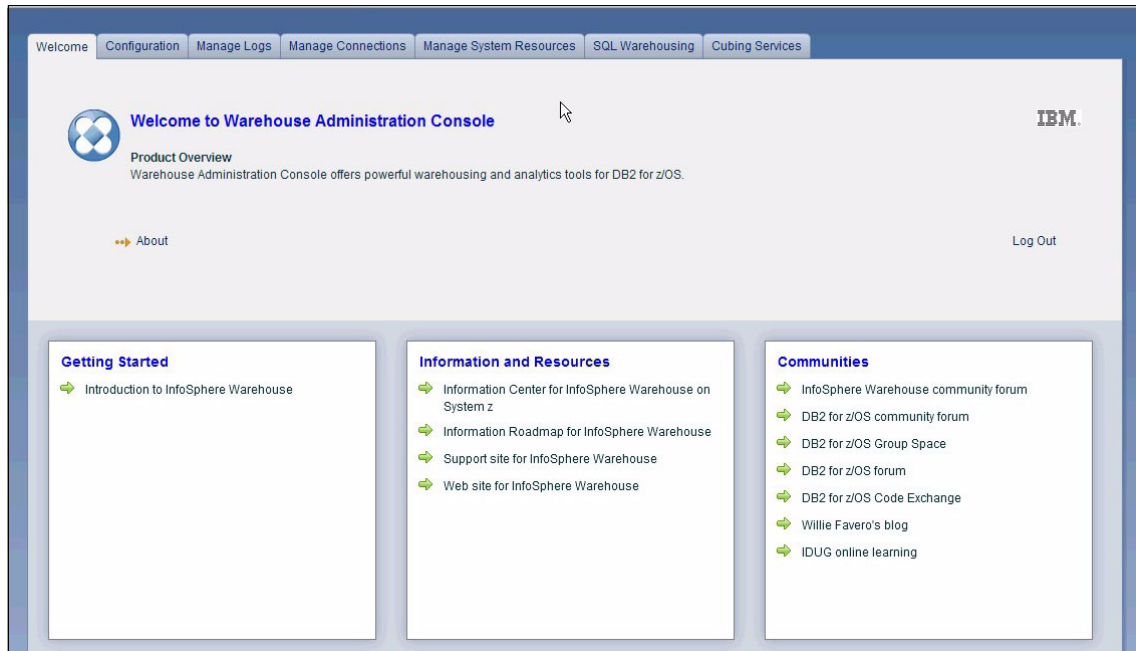 Welcome
Configuration
Manage Logs
Manage Connections
Manage System Resources
SQL Warehousing
Cubing Services
Welcome to Warehouse Administration Console
IBM.
Product Overview
Warehouse Administration Console offers powerful warehousing and analytics tools for DB2 for z/OS.
About
Log Out
Getting Started
Introduction to InfoSphere Warehouse
Information and Resources
Information Center for InfoSphere Warehouse on
System z
Information Roadmap for InfoSphere Warehouse
Support site for InfoSphere Warehouse
Web site for InfoSphere Warehouse
Communities
InfoSphere Warehouse community forum
DB2 for z/OS community forum
DB2 for z/OS Group Space
DB2 for z/OS forum
DB2 for z/OS Code Exchange
Willie Favero's blog
IDUG online learning